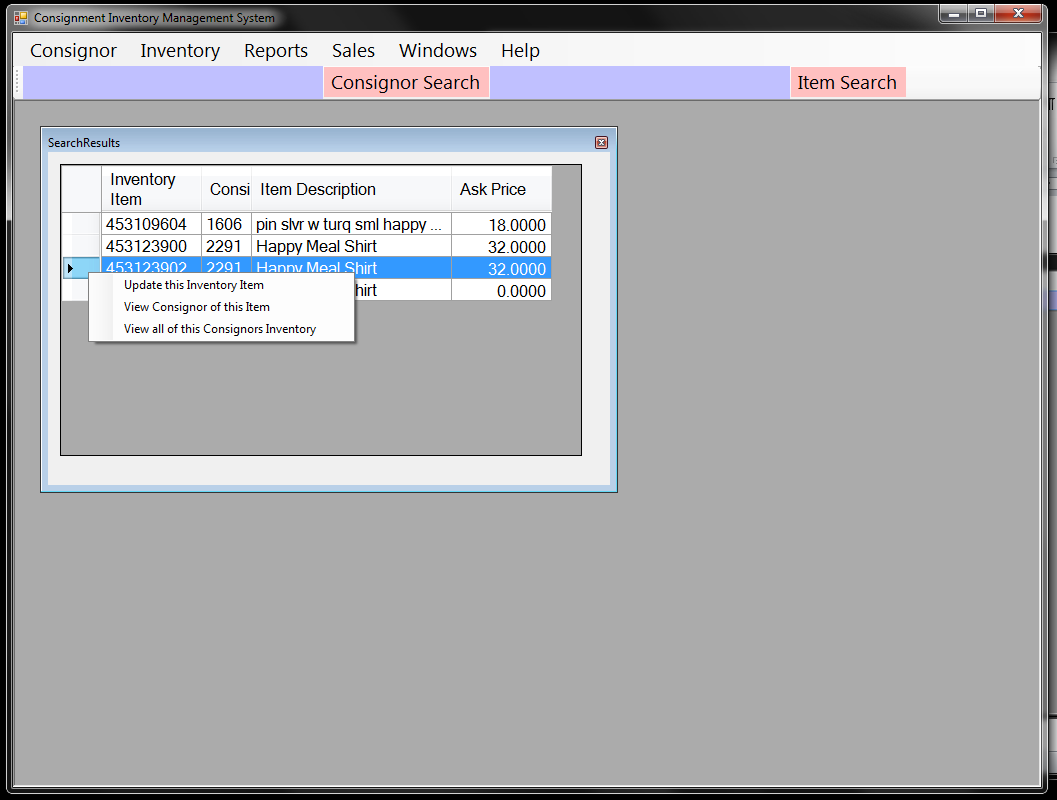 Consignment Inventory Management System
Consignor Inventory Reports Sales Windows Help
Consignor Search Item Search
SearchResults
Inventory Item Consi Item Description Ask Price
453109604 1606 pin slvr w turq sml happy ... 18.0000
453123900 2291 Happy Meal Shirt 32.0000
453123902 2291 Happy Meal Shirt 32.0000
hirt 0.0000
Update this Inventory Item
View Consignor of this Item
View all of this Consignors Inventory